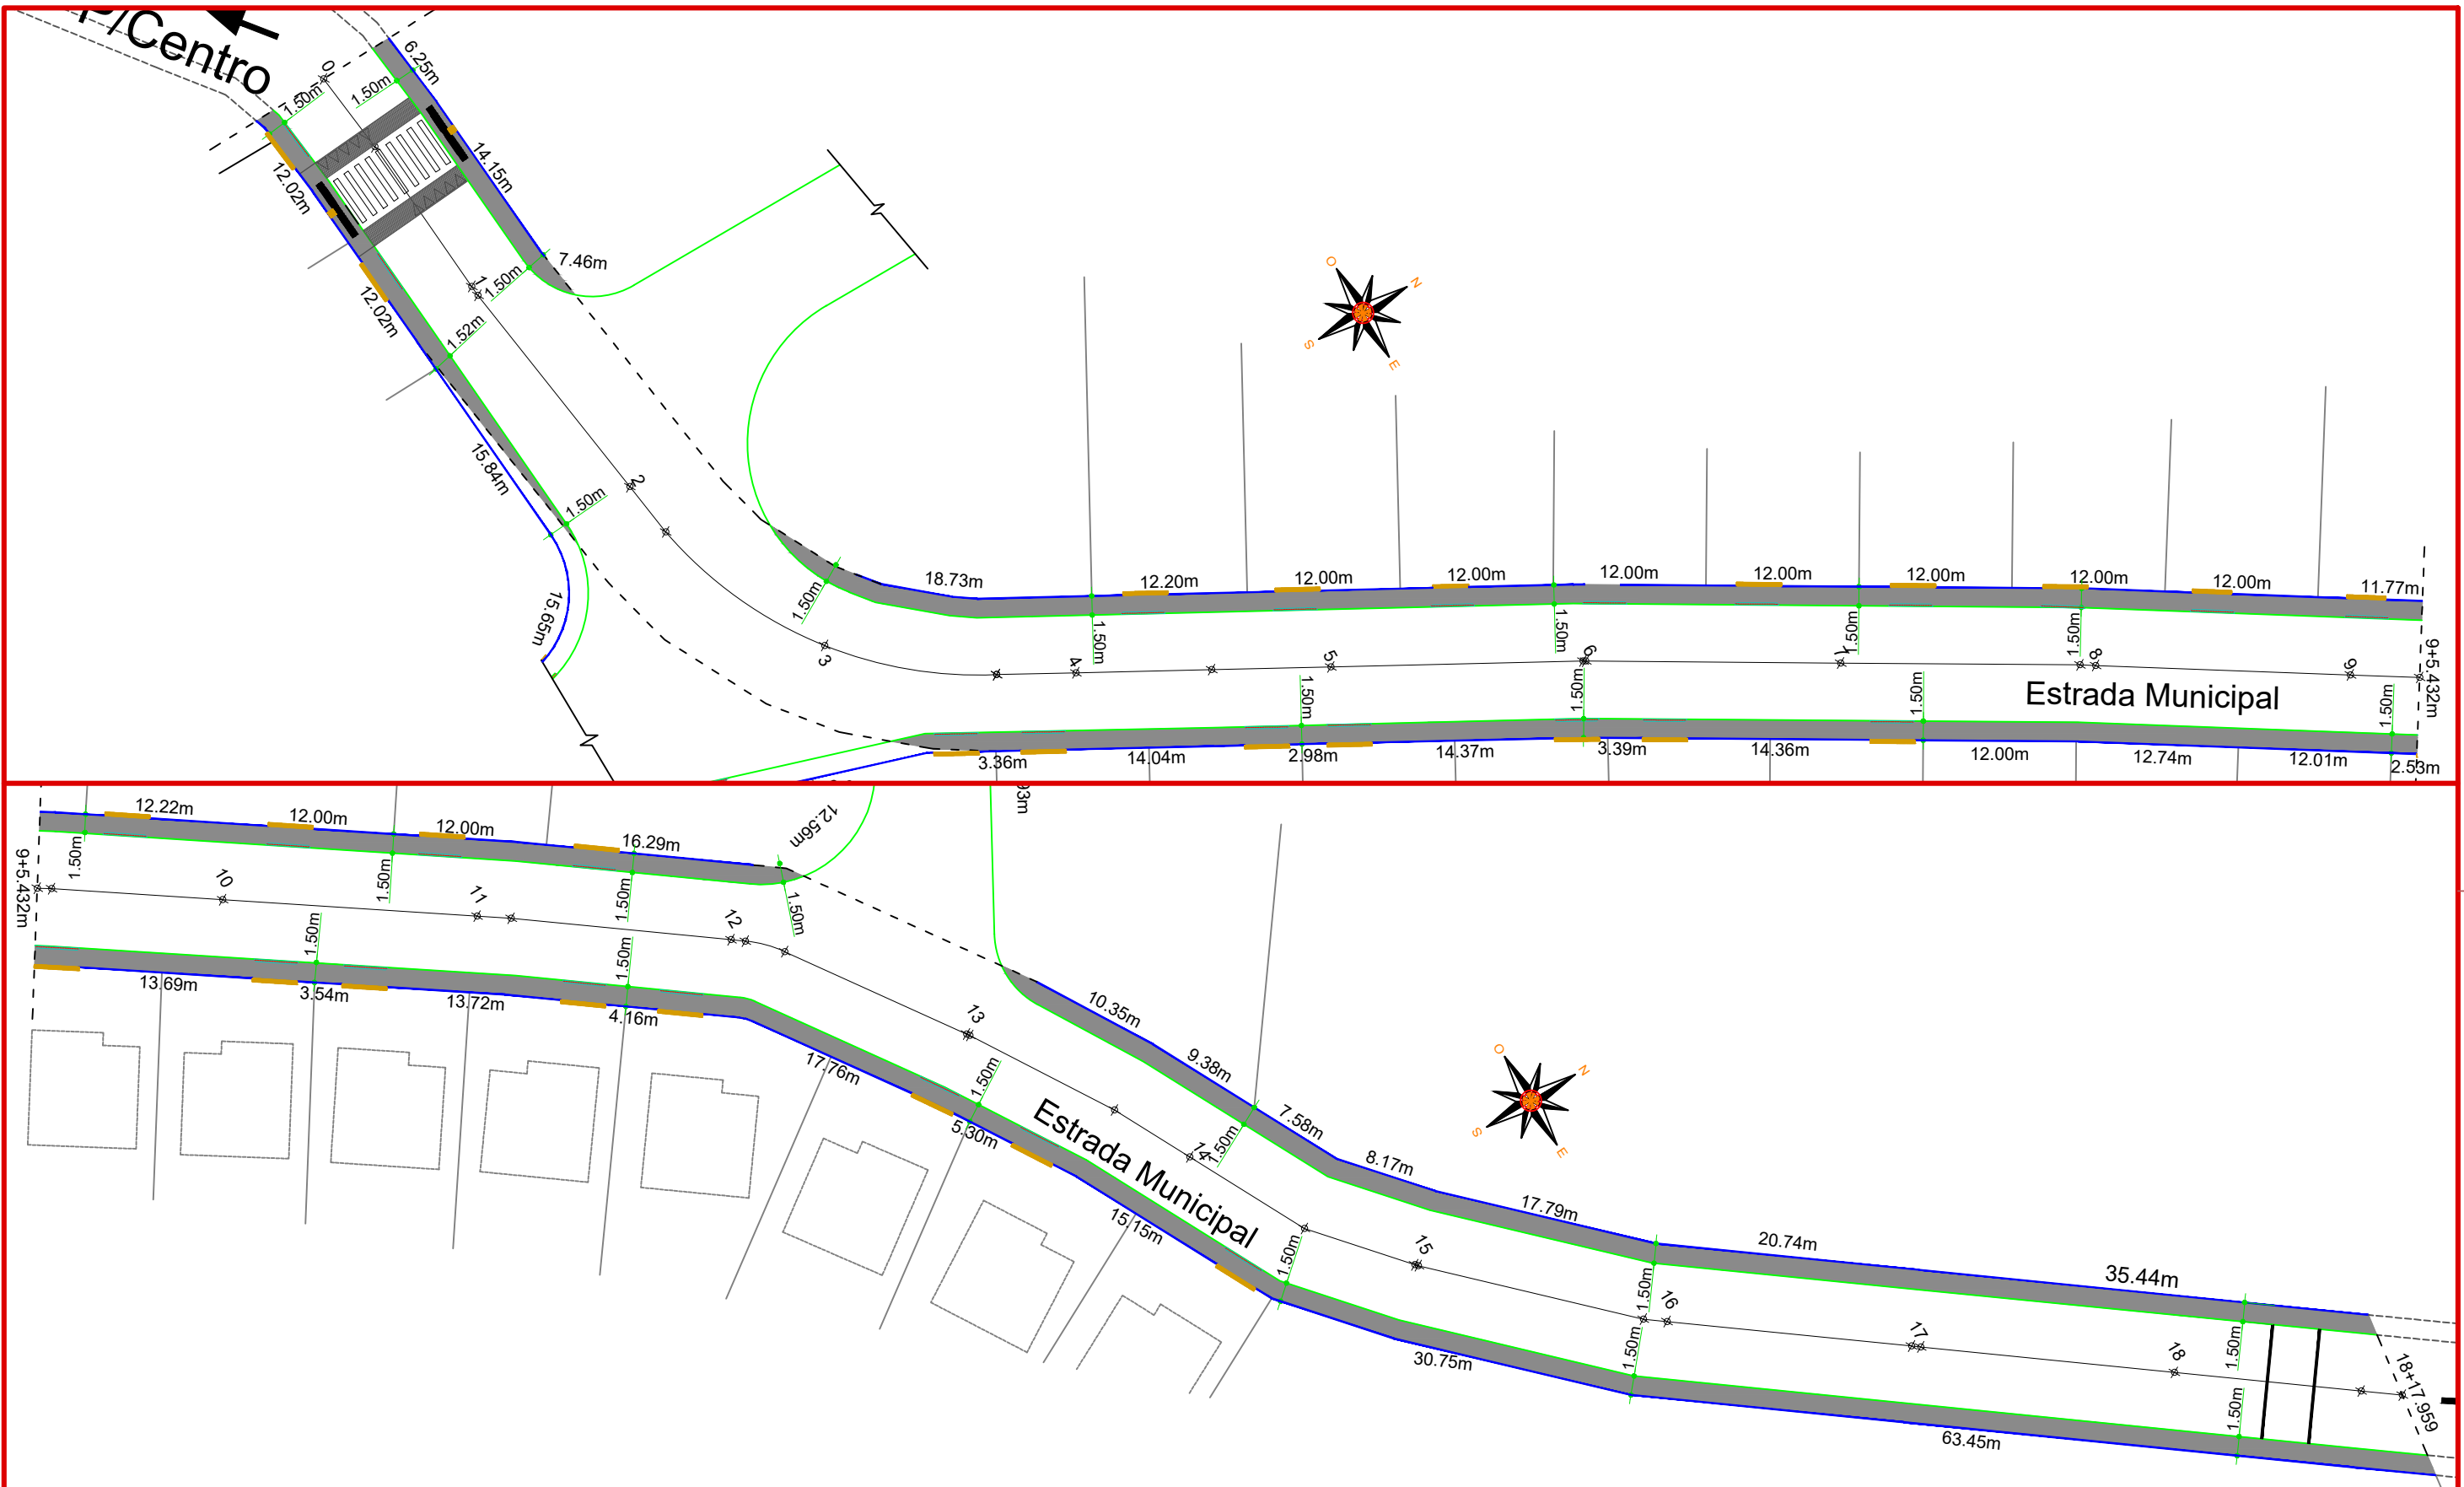 P/Centro
0
6.25m
1.50m
1.50m
14.15m
12.02m
7.46m
1
1.50m
12.02m
1.52m
15.84m
2
1.50m
15.65m
O
N
S
E
18.73m
12.20m
12.00m
12.00m
12.00m
12.00m
12.00m
12.00m
12.00m
11.77m
1.50m
1.50m
1.50m
1.50m
1.50m
3
4
5
6
7
8
9
9+5.432m
1.50m
1.50m
1.50m
Estrada Municipal
1.50m
3.36m
14.04m
2.98m
14.37m
3.39m
14.36m
12.00m
12.74m
12.01m
2.53m
12.22m
12.00m
12.00m
16.29m
12.56m
93m
9+5.432m
1.50m
1.50m
1.50m
1.50m
10
11
12
1.50m
1.50m
13.69m
3.54m
13.72m
4.16m
17.76m
13
10.35m
9.38m
1.50m
5.30m
Estrada Municipal
14
1.50m
7.58m
O
N
S
E
8.17m
15.15m
1.50m
15
17.79m
20.74m
35.44m
1.50m
16
17
18
1.50m
18+17.959
1.50m
30.75m
1.50m
63.45m